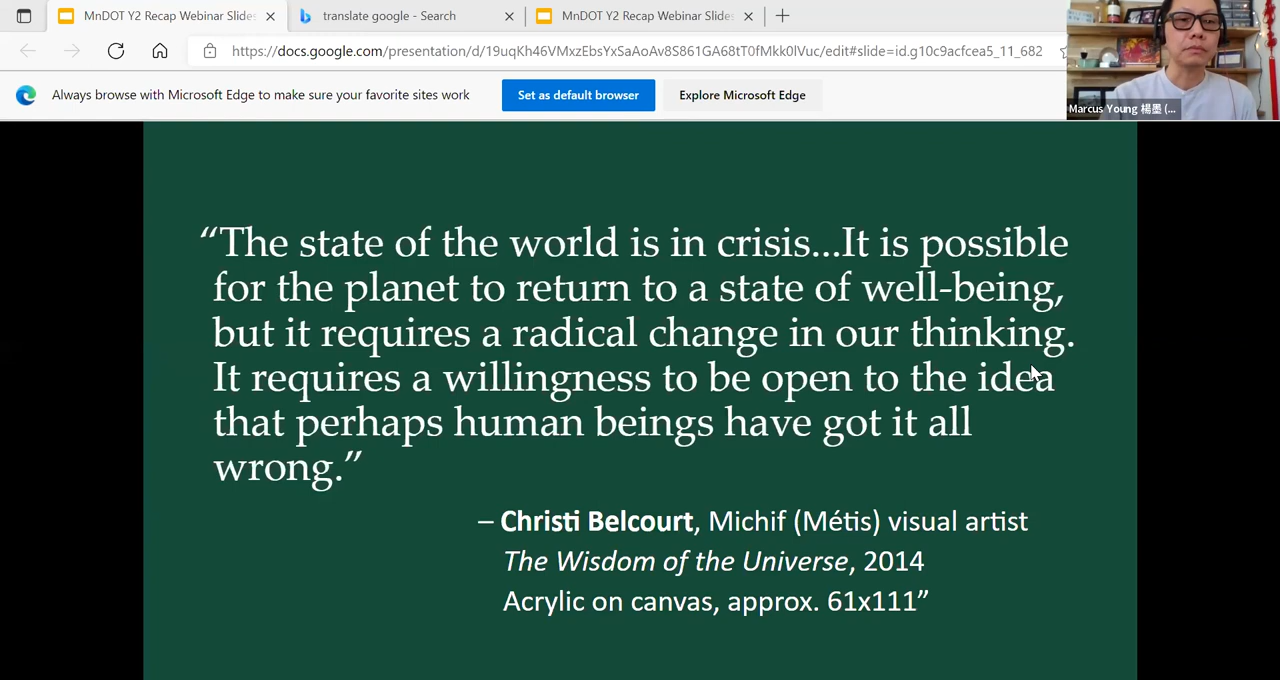 MnDOT Y2 Recap Webinar Slides
translate google - Search
MnDOT Y2 Recap Webinar Slides
https://docs.google.com/presentation/d/19uqKh46VMxzEbsYxSaAoAv8S861GA68tT0fMkk0lVuc/edit#slide=id.g10c9acfcea5_11_682
Always browse with Microsoft Edge to make sure your favorite sites work
Set as default browser
Explore Microsoft Edge
Marcus Young 楊墨 (...
“The state of the world is in crisis...It is possible
for the planet to return to a state of well-being,
but it requires a radical change in our thinking.
It requires a willingness to be open to the idea
that perhaps human beings have got it all
wrong.”
– Christi Belcourt, Michif (Métis) visual artist
The Wisdom of the Universe, 2014
Acrylic on canvas, approx. 61x111”